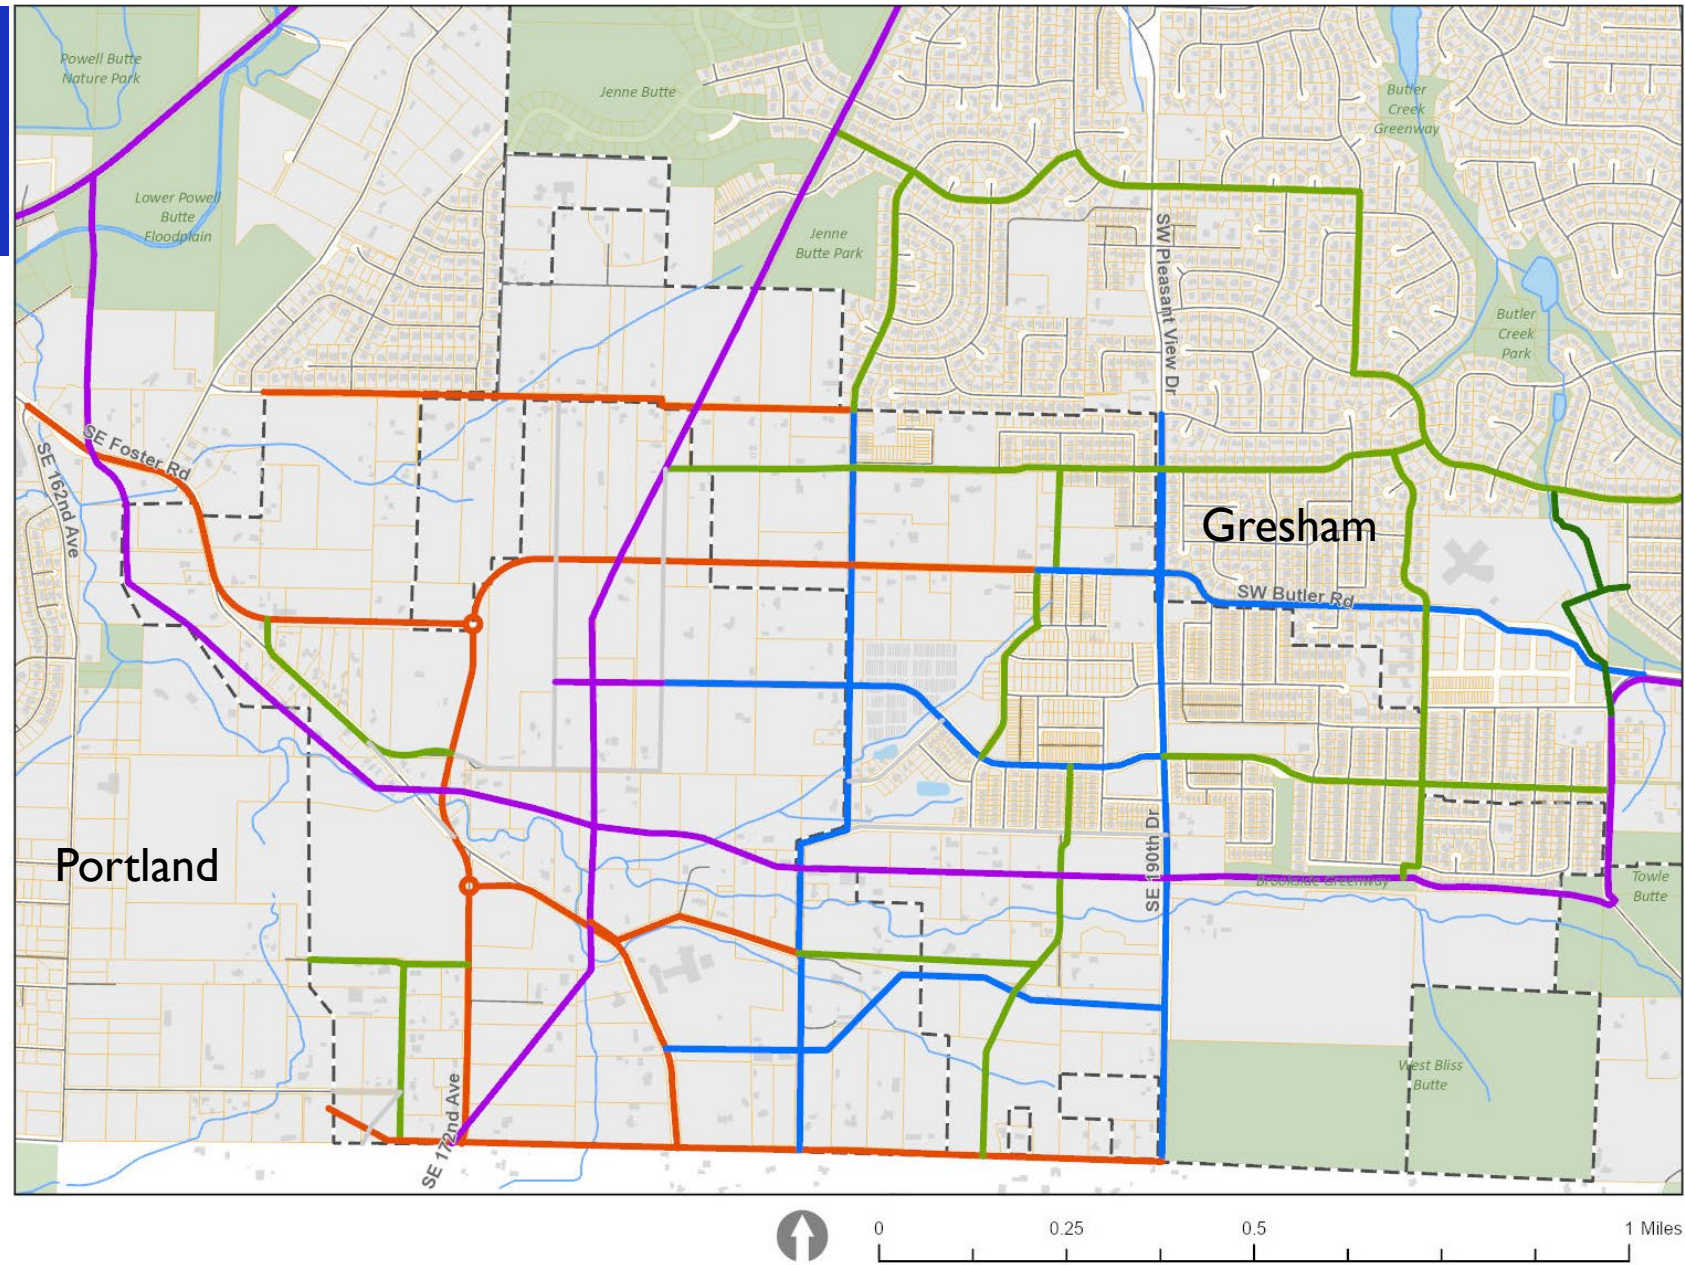 Powell Butte
Nature Park
Jenne Butte
Butler
Creek
Greenway
Lower Powell
Butte
Floodplain
Jenne
Butte Park
SW Pleasant View Dr
Butler
Creek
Park
SE Foster Rd
SE 162nd Ave
Gresham
SW Butler Rd
Portland
SE 190th Dr
Brookside Greenway
Towle
Butte
West Bliss
Butte
SE 172nd Ave
0 0.25 0.5 1 Miles